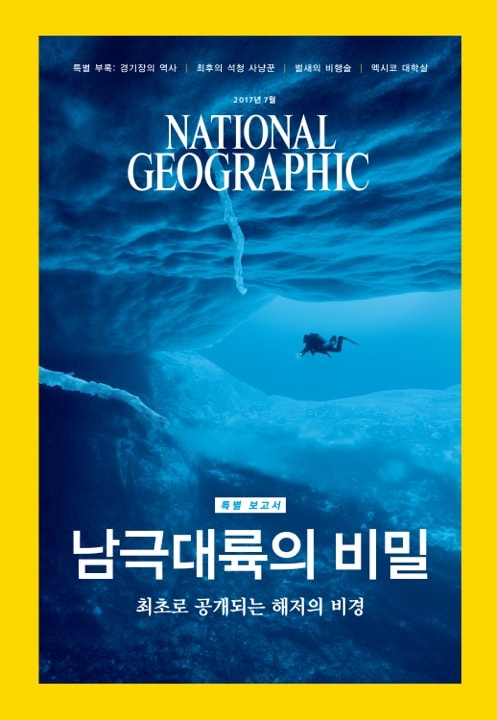 특별 부록: 경기장의 역사 | 최후의 석청 사냥꾼 | 벌새의 비행술 | 멕시코 대학살
2017년 7월
NATIONAL
GEOGRAPHIC
특별 보고서
남극대륙의 비밀
최초로 공개되는 해저의 비경